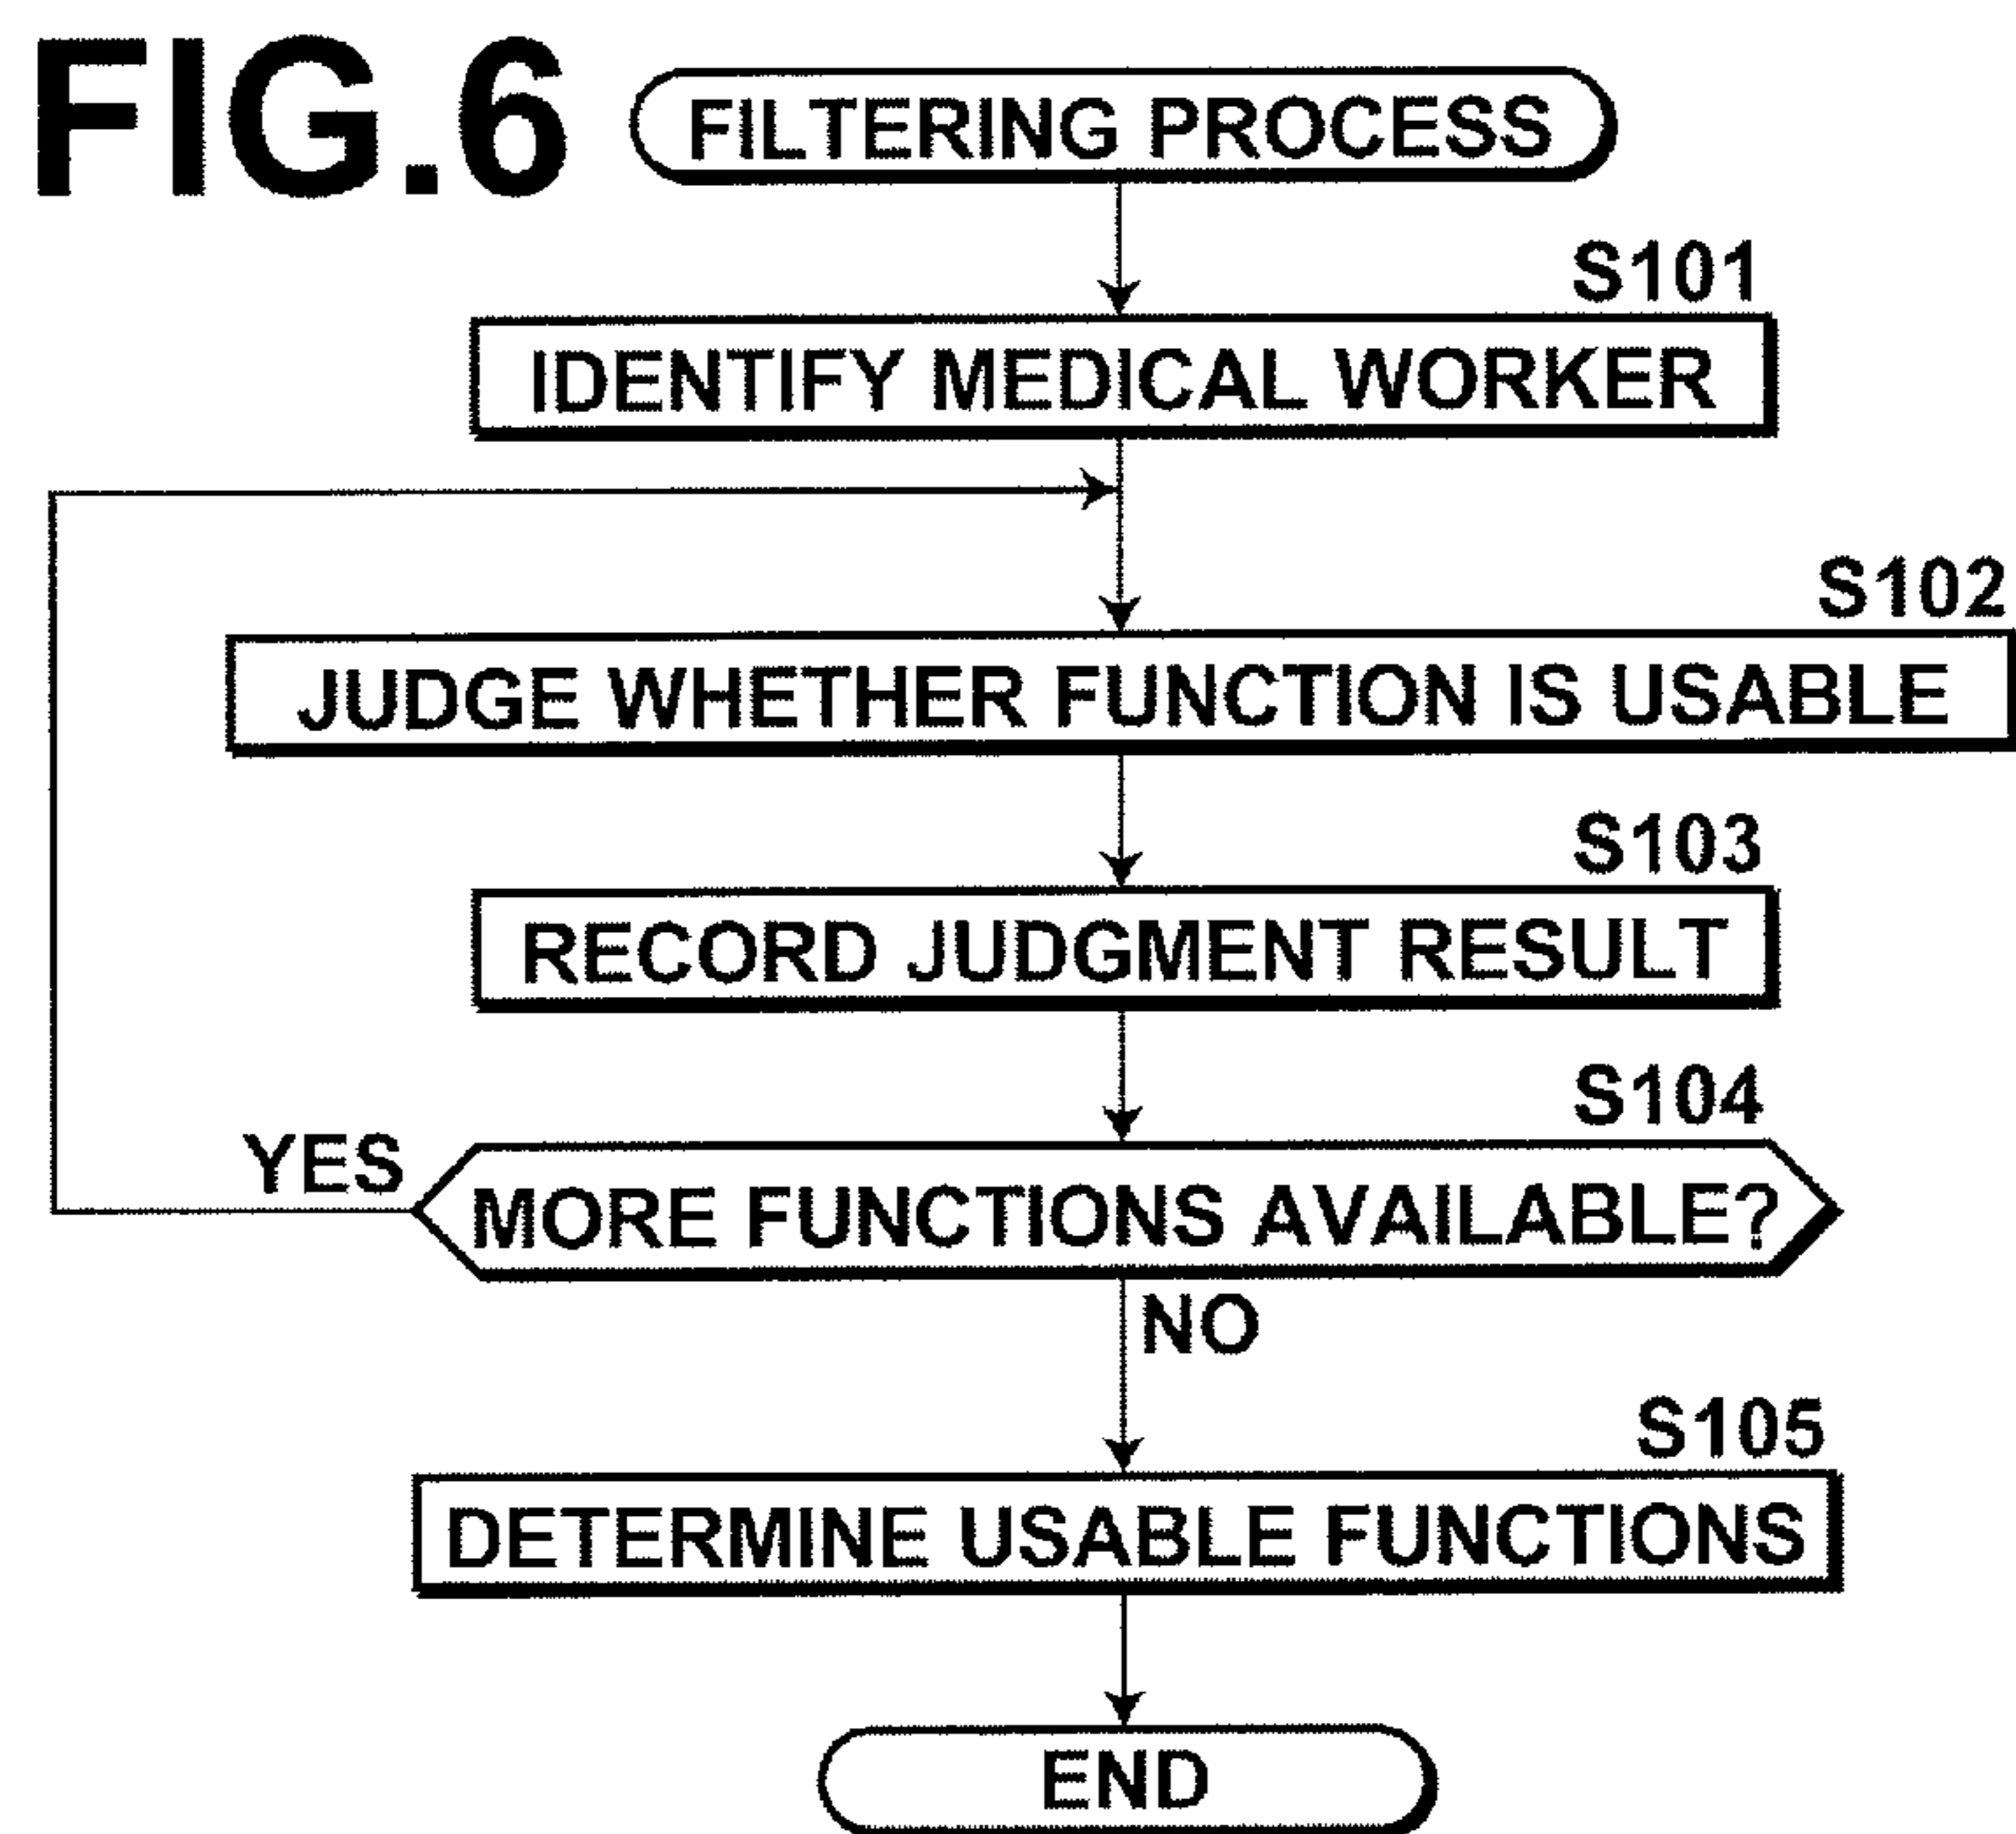 FIG.6
FILTERING PROCESS
S101
IDENTIFY MEDICAL WORKER
S102
JUDGE WHETHER FUNCTION IS USABLE
S103
RECORD JUDGMENT RESULT
S104
YES
MORE FUNCTIONS AVAILABLE?
NO
S105
DETERMINE USABLE FUNCTIONS
END